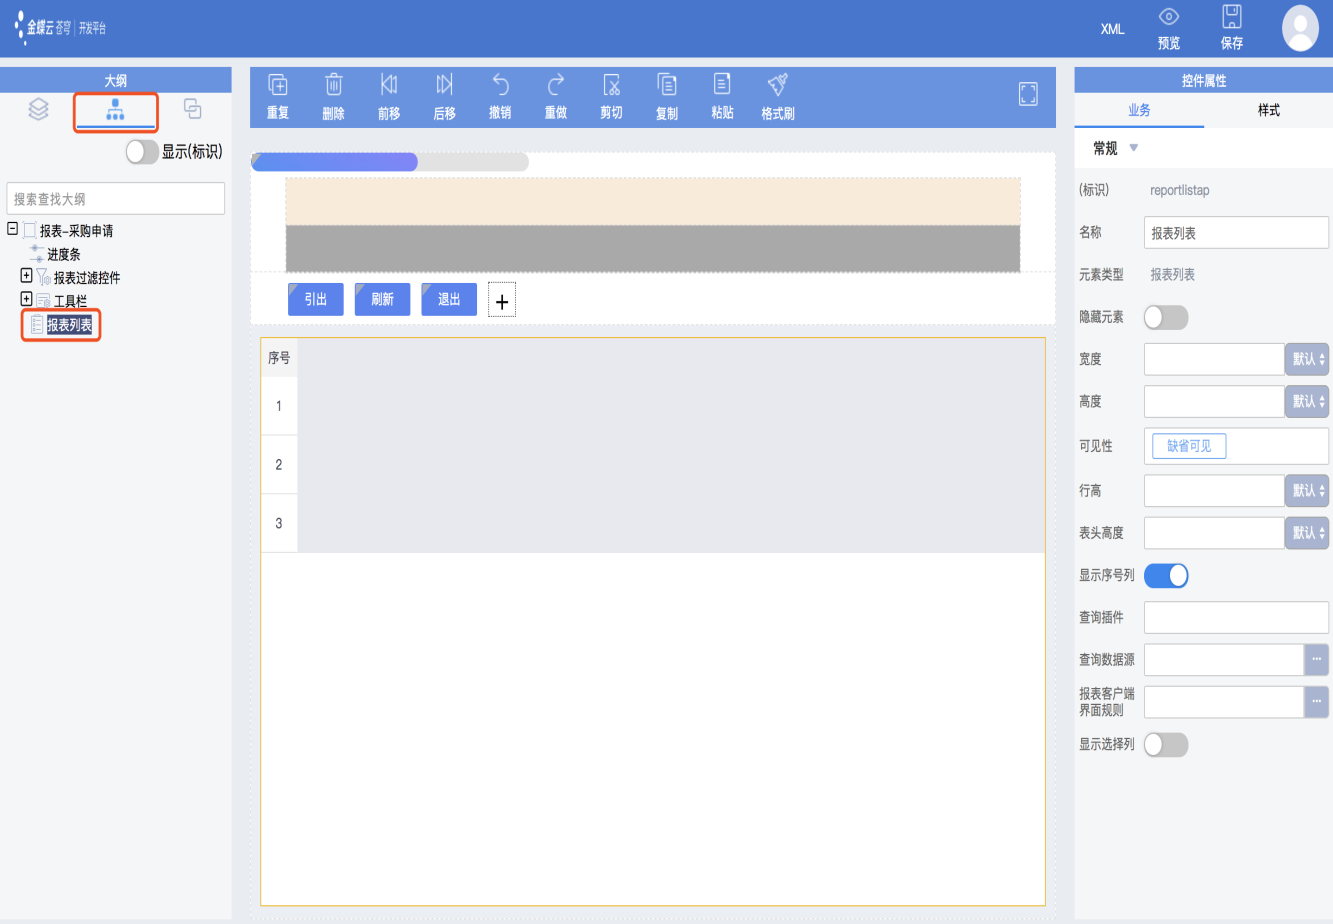 金蝶云 苍穹 | 开发平台
XML
预览
保存
大纲
显示(标识)
搜索查找大纲
报表-采购申请
进度条
报表过滤控件
工具栏
报表列表
重复
删除
前移
后移
撤销
重做
剪切
复制
粘贴
格式刷
引出
刷新
退出
+
序号
1
2
3
控件属性
业务
样式
常规
(标识) reportlistap
名称 报表列表
元素类型 报表列表
隐藏元素
宽度 默认
高度 默认
可见性 缺省可见
行高 默认
表头高度 默认
显示序号列
查询插件
查询数据源 ...
报表客户端
界面规则 ...
显示选择列